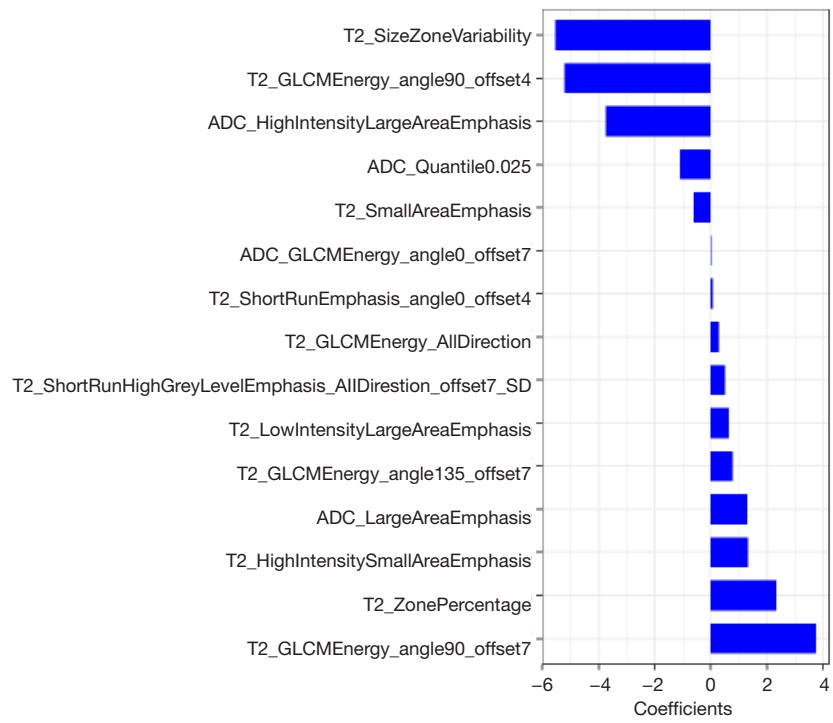 T2_SizeZoneVariability
T2_GLCMEnergy_angle90_offset4
ADC_HighIntensityLargeAreaEmphasis
ADC_Quantile0.025
T2_SmallAreaEmphasis
ADC_GLCMEnergy_angle0_offset7
T2_ShortRunEmphasis_angle0_offset4
T2_GLCMEnergy_AllDirection
T2_ShortRunHighGreyLevelEmphasis_AllDirestion_offset7_SD
T2_LowIntensityLargeAreaEmphasis
T2_GLCMEnergy_angle135_offset7
ADC_LargeAreaEmphasis
T2_HighIntensitySmallAreaEmphasis
T2_ZonePercentage
T2_GLCMEnergy_angle90_offset7
−6 −4 −2 0 2 4
Coefficients